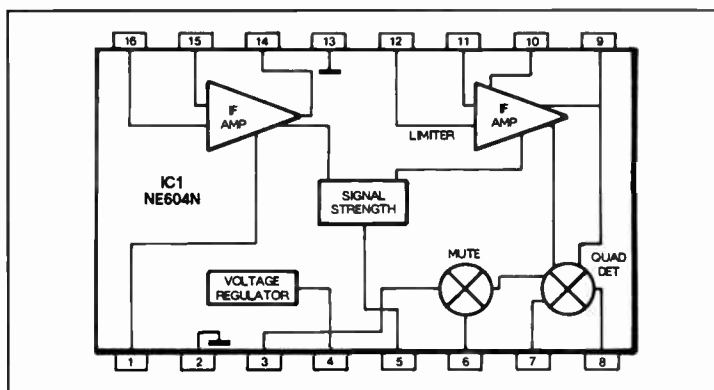 16 15 14 13 12 11 10 9
IF
AMP
IF
AMP
LIMITER
IC1
NE604N
SIGNAL
STRENGTH
MUTE
QUAD
DET
VOLTAGE
REGULATOR
1 2 3 4 5 6 7 8